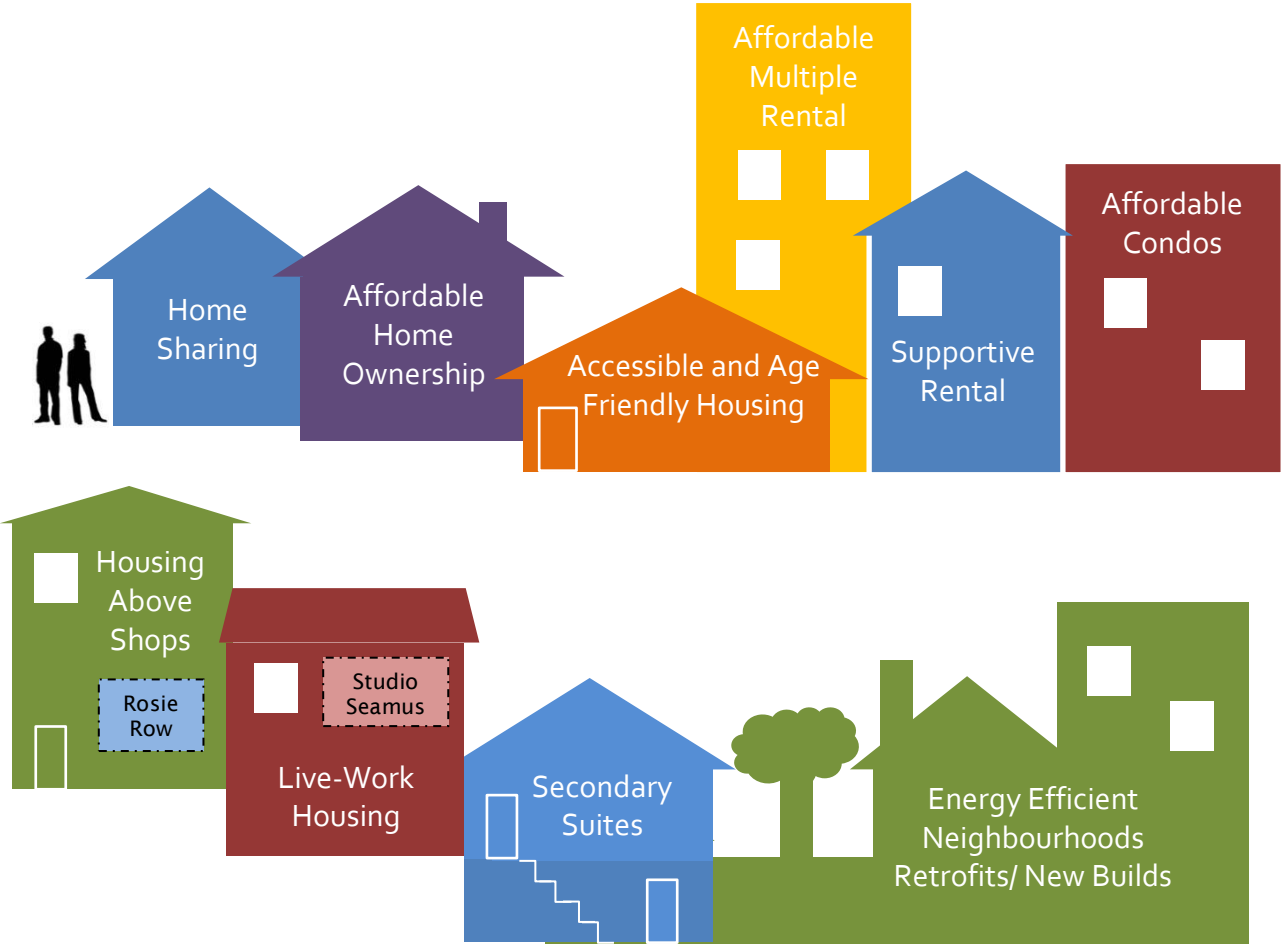 Affordable
Multiple
Rental
Affordable
Condos
Home
Sharing
Affordable
Home
Ownership
Accessible and Age
Friendly Housing
Supportive
Rental
Housing
Above
Shops
Rosie
Row
Studio
Seamus
Live-Work
Housing
Secondary
Suites
Energy Efficient
Neighbourhoods
Retrofits/ New Builds